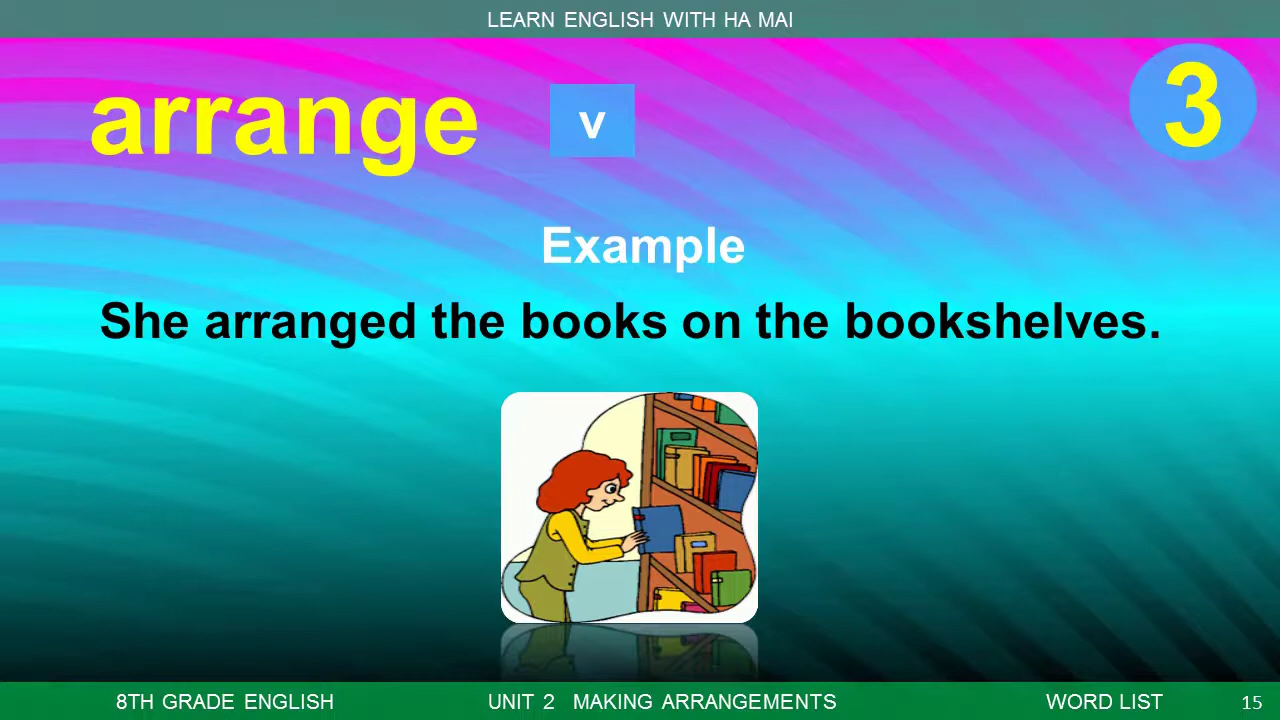 LEARN ENGLISH WITH HA MAI
arrange v 3
Example
She arranged the books on the bookshelves.
8TH GRADE ENGLISH UNIT 2 MAKING ARRANGEMENTS WORD LIST 15